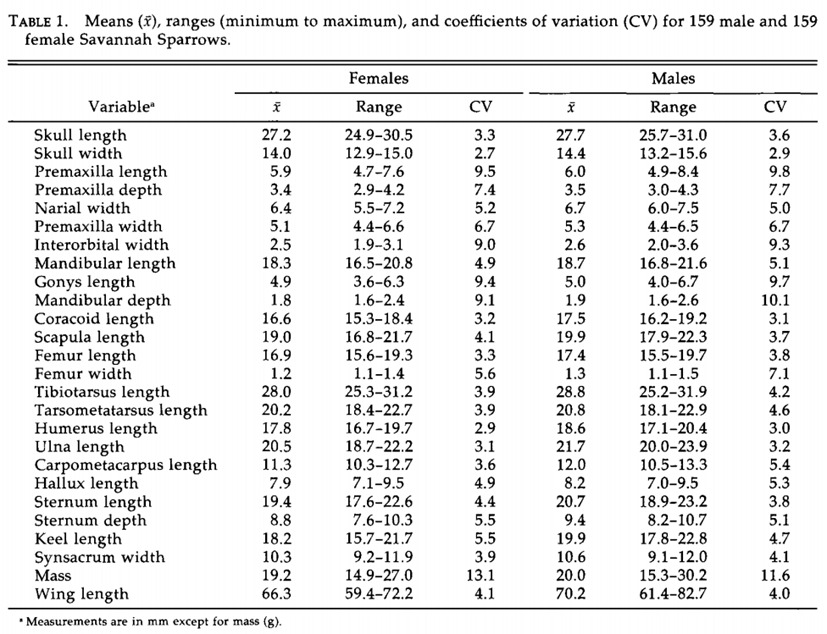 TABLE 1. Means (x̄), ranges (minimum to maximum), and coefficients of variation (CV) for 159 male and 159
female Savannah Sparrows.
Females Males
Variableᵃ x̄ Range CV x̄ Range CV
Skull length 27.2 24.9–30.5 3.3 27.7 25.7–31.0 3.6
Skull width 14.0 12.9–15.0 2.7 14.4 13.2–15.6 2.9
Premaxilla length 5.9 4.7–7.6 9.5 6.0 4.9–8.4 9.8
Premaxilla depth 3.4 2.9–4.2 7.4 3.5 3.0–4.3 7.7
Narial width 6.4 5.5–7.2 5.2 6.7 6.0–7.5 5.0
Premaxilla width 5.1 4.4–6.6 6.7 5.3 4.4–6.5 6.7
Interorbital width 2.5 1.9–3.1 9.0 2.6 2.0–3.6 9.3
Mandibular length 18.3 16.5–20.8 4.9 18.7 16.8–21.6 5.1
Gonys length 4.9 3.6–6.3 9.4 5.0 4.0–6.7 9.7
Mandibular depth 1.8 1.6–2.4 9.1 1.9 1.6–2.6 10.1
Coracoid length 16.6 15.3–18.4 3.2 17.5 16.2–19.2 3.1
Scapula length 19.0 16.8–21.7 4.1 19.9 17.9–22.3 3.7
Femur length 16.9 15.6–19.3 3.3 17.4 15.5–19.7 3.8
Femur width 1.2 1.1–1.4 5.6 1.3 1.1–1.5 7.1
Tibiotarsus length 28.0 25.3–31.2 3.9 28.8 25.2–31.9 4.2
Tarsometatarsus length 20.2 18.4–22.7 3.9 20.8 18.1–22.9 4.6
Humerus length 17.8 16.7–19.7 2.9 18.6 17.1–20.4 3.0
Ulna length 20.5 18.7–22.2 3.1 21.7 20.0–23.9 3.2
Carpometacarpus length 11.3 10.3–12.7 3.6 12.0 10.5–13.3 5.4
Hallux length 7.9 7.1–9.5 4.9 8.2 7.0–9.5 5.3
Sternum length 19.4 17.6–22.6 4.4 20.7 18.9–23.2 3.8
Sternum depth 8.8 7.6–10.3 5.5 9.4 8.2–10.7 5.1
Keel length 18.2 15.7–21.7 5.5 19.9 17.8–22.8 4.7
Synsacrum width 10.3 9.2–11.9 3.9 10.6 9.1–12.0 4.1
Mass 19.2 14.9–27.0 13.1 20.0 15.3–30.2 11.6
Wing length 66.3 59.4–72.2 4.1 70.2 61.4–82.7 4.0
ᵃ Measurements are in mm except for mass (g).